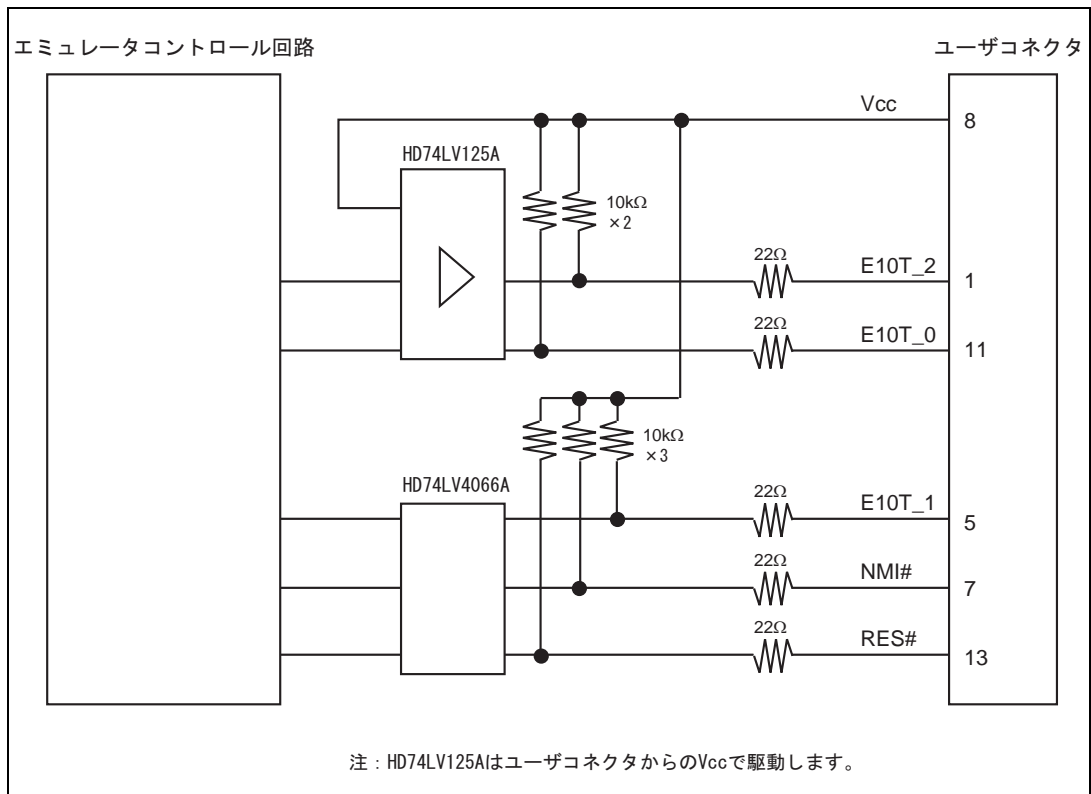 エミュレータコントロール回路
ユーザコネクタ
Vcc
8
HD74LV125A
10kΩ
×2
22Ω
E10T_2
1
22Ω
E10T_0
11
10kΩ
×3
HD74LV4066A
22Ω
E10T_1
5
22Ω
NMI#
7
22Ω
RES#
13
注：HD74LV125AはユーザコネクタからのVccで駆動します。